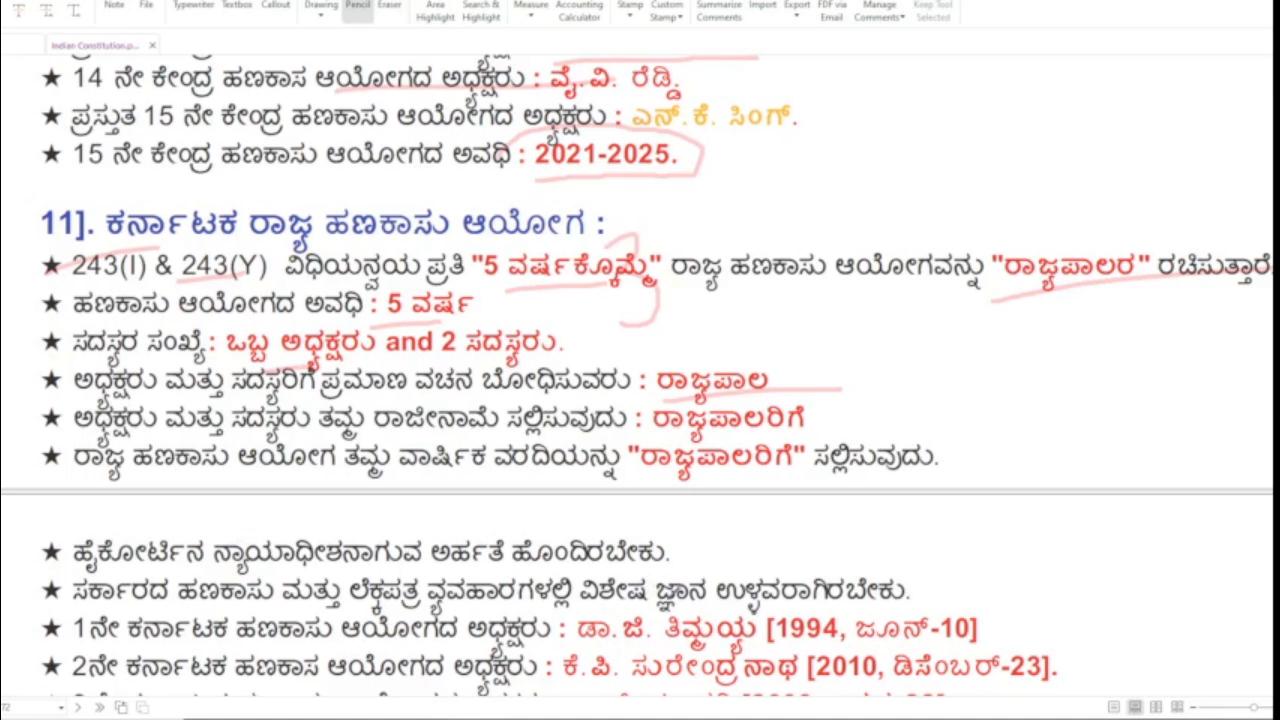 Note File Typewriter Textbox Callout Drawing Pencil Eraser Area Highlight Search & Highlight Measure Accounting Calculator Stamp Custom Stamp Summarize Comments Import Export FDF via Email Manage Comments Keep Tool Selected
Indian Constitution.p...
★ 14 ನೇ ಕೇಂದ್ರ ಹಣಕಾಸ ಆಯೋಗದ ಅಧ್ಯಕ್ಷರು : ವೈ.ವಿ. ರೆಡ್ಡಿ.
★ ಪ್ರಸ್ತುತ 15 ನೇ ಕೇಂದ್ರ ಹಣಕಾಸು ಆಯೋಗದ ಅಧ್ಯಕ್ಷರು : ಎನ್.ಕೆ. ಸಿಂಗ್.
★ 15 ನೇ ಕೇಂದ್ರ ಹಣಕಾಸು ಆಯೋಗದ ಅವಧಿ : 2021-2025.
11]. ಕರ್ನಾಟಕ ರಾಜ್ಯ ಹಣಕಾಸು ಆಯೋಗ :
★ 243(I) & 243(Y) ವಿಧಿಯನ್ವಯ ಪ್ರತಿ "5 ವರ್ಷಕೊಮ್ಮೆ" ರಾಜ್ಯ ಹಣಕಾಸು ಆಯೋಗವನ್ನು "ರಾಜ್ಯಪಾಲರ" ರಚಿಸುತ್ತಾರೆ
★ ಹಣಕಾಸು ಆಯೋಗದ ಅವಧಿ : 5 ವರ್ಷ
★ ಸದಸ್ಯರ ಸಂಖ್ಯೆ : ಒಬ್ಬ ಅಧ್ಯಕ್ಷರು and 2 ಸದಸ್ಯರು.
★ ಅಧ್ಯಕ್ಷರು ಮತ್ತು ಸದಸ್ಯರಿಗೆ ಪ್ರಮಾಣ ವಚನ ಬೋಧಿಸುವರು : ರಾಜ್ಯಪಾಲ
★ ಅಧ್ಯಕ್ಷರು ಮತ್ತು ಸದಸ್ಯರು ತಮ್ಮ ರಾಜೀನಾಮೆ ಸಲ್ಲಿಸುವುದು : ರಾಜ್ಯಪಾಲರಿಗೆ
★ ರಾಜ್ಯ ಹಣಕಾಸು ಆಯೋಗ ತಮ್ಮ ವಾರ್ಷಿಕ ವರದಿಯನ್ನು "ರಾಜ್ಯಪಾಲರಿಗೆ" ಸಲ್ಲಿಸುವುದು.
★ ಹೈಕೋರ್ಟಿನ ನ್ಯಾಯಾಧೀಶನಾಗುವ ಅರ್ಹತೆ ಹೊಂದಿರಬೇಕು.
★ ಸರ್ಕಾರದ ಹಣಕಾಸು ಮತ್ತು ಲೆಕ್ಕಪತ್ರ ವ್ಯವಹಾರಗಳಲ್ಲಿ ವಿಶೇಷ ಜ್ಞಾನ ಉಳ್ಳವರಾಗಿರಬೇಕು.
★ 1ನೇ ಕರ್ನಾಟಕ ಹಣಕಾಸು ಆಯೋಗದ ಅಧ್ಯಕ್ಷರು : ಡಾ.ಜಿ. ತಿಮ್ಮಯ್ಯ [1994, ಜೂನ್-10]
★ 2ನೇ ಕರ್ನಾಟಕ ಹಣಕಾಸ ಆಯೋಗದ ಅಧ್ಯಕ್ಷರು : ಕೆ.ಪಿ. ಸುರೇಂದ್ರನಾಥ [2010, ಡಿಸೆಂಬರ್-23].